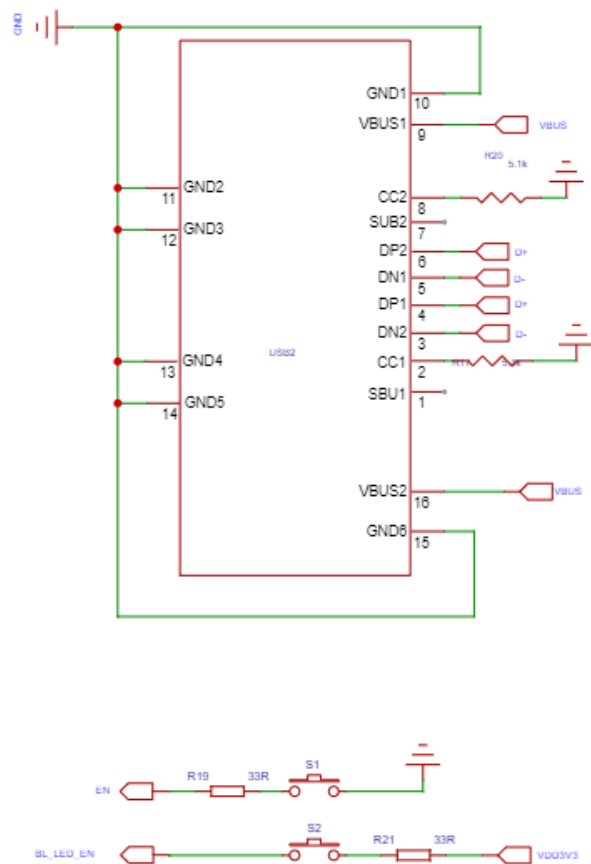 GND
GND1
10
VBUS1
9
VBUS
R20
5.1k
11
GND2
CC2
8
SUB2
7
12
GND3
DP2
6
D+
DN1
5
D-
DP1
4
D+
DN2
3
D-
USB2
13
GND4
CC1
2
14
GND5
SBU1
1
VBUS2
16
VBUS
GND6
15
EN
R19
33R
S1
BL_LED_EN
S2
R21
33R
VDD3V3